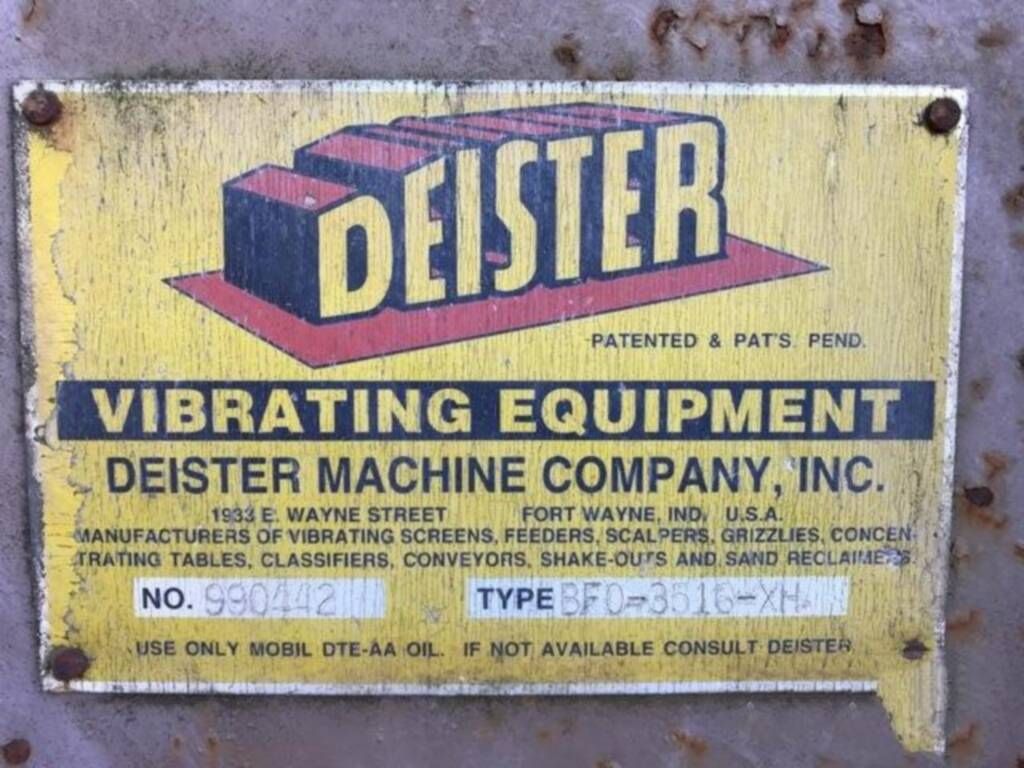 DEISTER
PATENTED & PAT'S. PEND.
VIBRATING EQUIPMENT
DEISTER MACHINE COMPANY, INC.
1933 E. WAYNE STREET FORT WAYNE, IND. U.S.A.
MANUFACTURERS OF VIBRATING SCREENS, FEEDERS, SCALPERS, GRIZZLIES, CONCEN-
TRATING TABLES, CLASSIFIERS, CONVEYORS, SHAKE-OUTS AND SAND RECLAIMERS.
NO. 990442 TYPE BFO-3516-XH
USE ONLY MOBIL DTE-AA OIL. IF NOT AVAILABLE CONSULT DEISTER